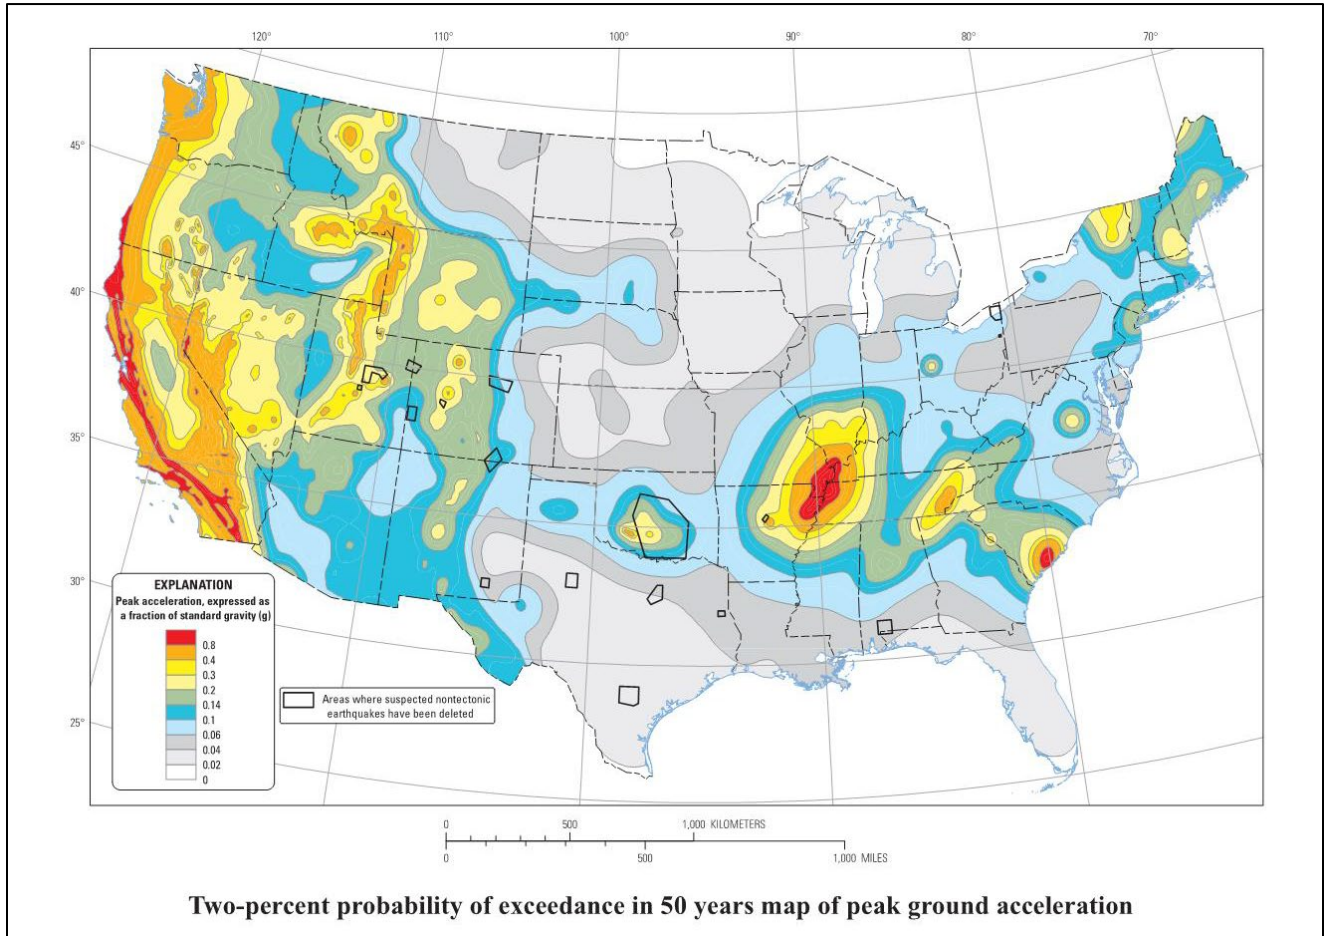 120° 110° 100° 90° 80° 70°
45°
40°
35°
30°
25°
EXPLANATION
Peak acceleration, expressed as
a fraction of standard gravity (g)
0.8
0.4
0.3
0.2
0.14
0.1
0.06
0.04
0.02
0
Areas where suspected nontectonic
earthquakes have been deleted
0 500 1,000 KILOMETERS
0 500 1,000 MILES
Two-percent probability of exceedance in 50 years map of peak ground acceleration